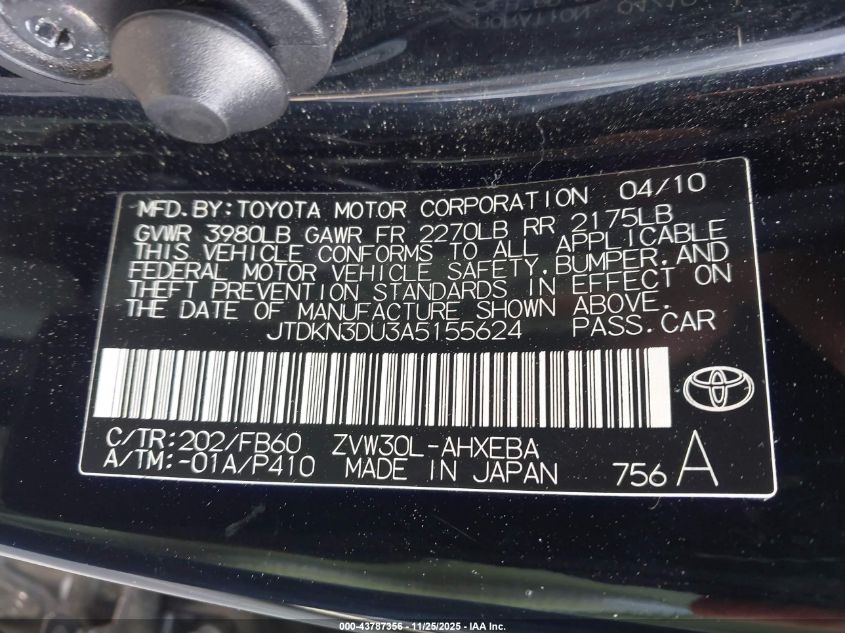 MFD.BY:TOYOTA MOTOR CORPORATION 04/10
GVWR 3980LB GAWR FR 2270LB RR 2175LB
THIS VEHICLE CONFORMS TO ALL APPLICABLE
FEDERAL MOTOR VEHICLE SAFETY,BUMPER,AND
THEFT PREVENTION STANDARDS IN EFFECT ON
THE DATE OF MANUFACTURE SHOWN ABOVE.
JTDKN3DU3A5155624 PASS.CAR
C/TR:202/FB60 ZVW30L-AHXEBA
A/TM:-01A/P410 MADE IN JAPAN 756 A
000-43787356 - 11/25/2025 - IAA Inc.